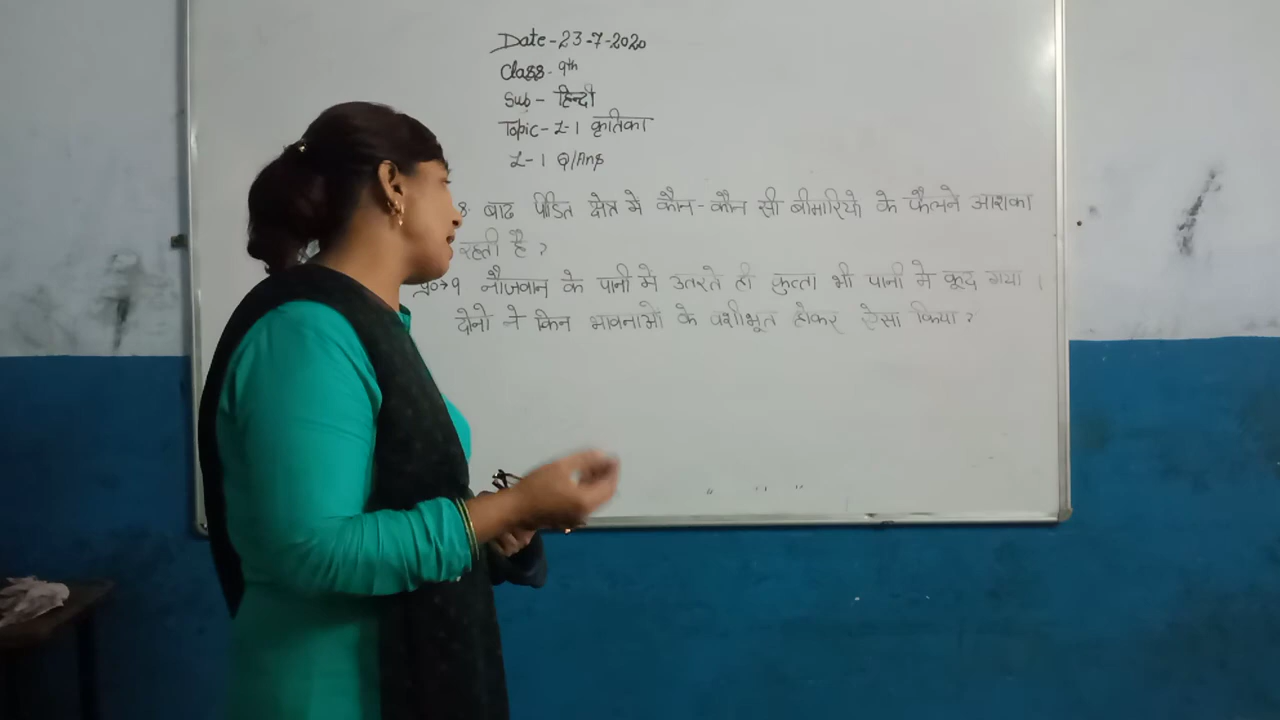 Date-23-7-2020
Class- 9th
Sub- हिन्दी
Topic- L-1 कृतिका
L-1 Q/Ans
8. बाढ पीडित क्षेत्र मे कौन-कौन सी बीमारियो के फैलने आशका
रहती है ?
प्र०→9 नौजवान के पानी में उतरते ही कुत्ता भी पानी मे कूद गया ।
दोनो ने किन भावनाओं के वशीभूत होकर ऐसा किया ?